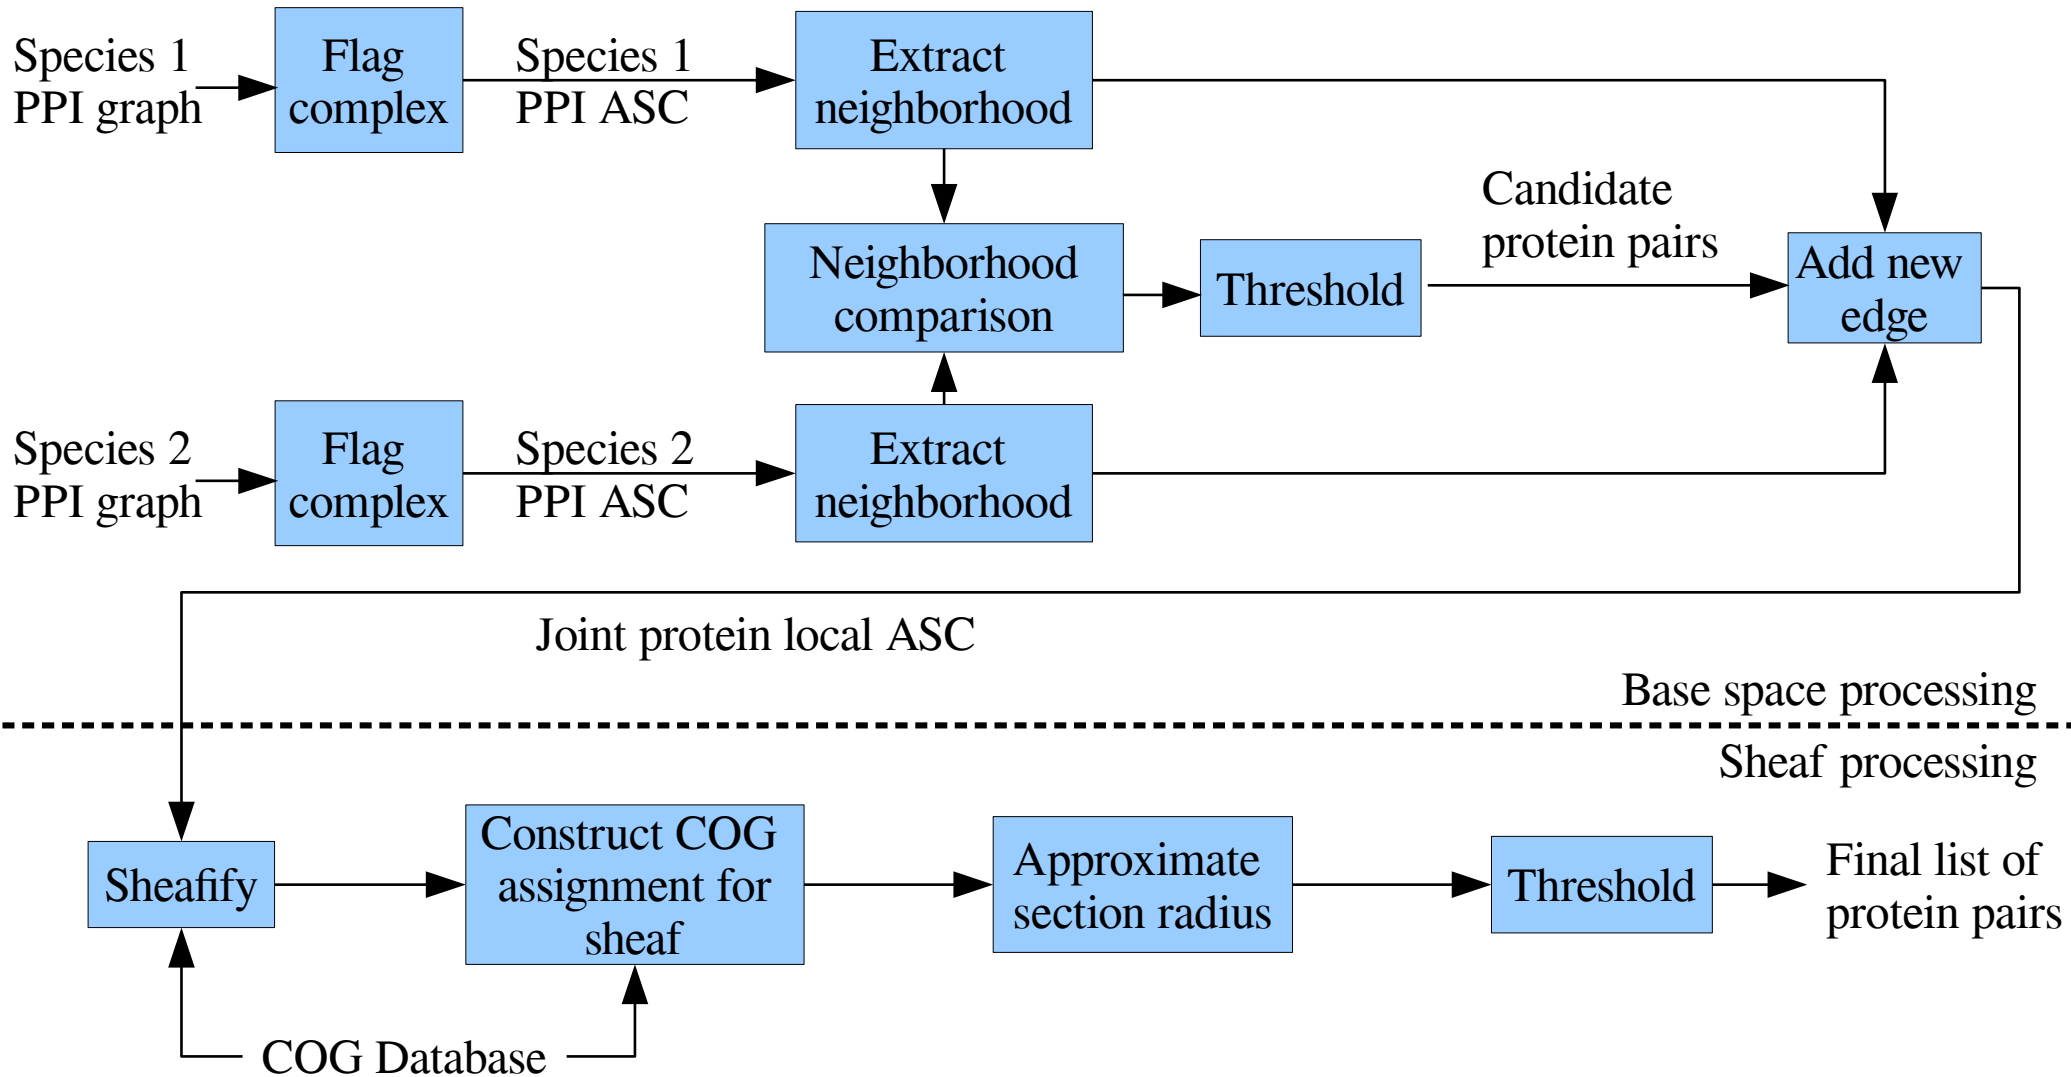 Species 1
PPI graph
Flag
complex
Species 1
PPI ASC
Extract
neighborhood
Candidate
protein pairs
Neighborhood
comparison
Threshold
Add new
edge
Species 2
PPI graph
Flag
complex
Species 2
PPI ASC
Extract
neighborhood
Joint protein local ASC
Base space processing
Sheaf processing
Sheafify
Construct COG
assignment for
sheaf
Approximate
section radius
Threshold
Final list of
protein pairs
COG Database